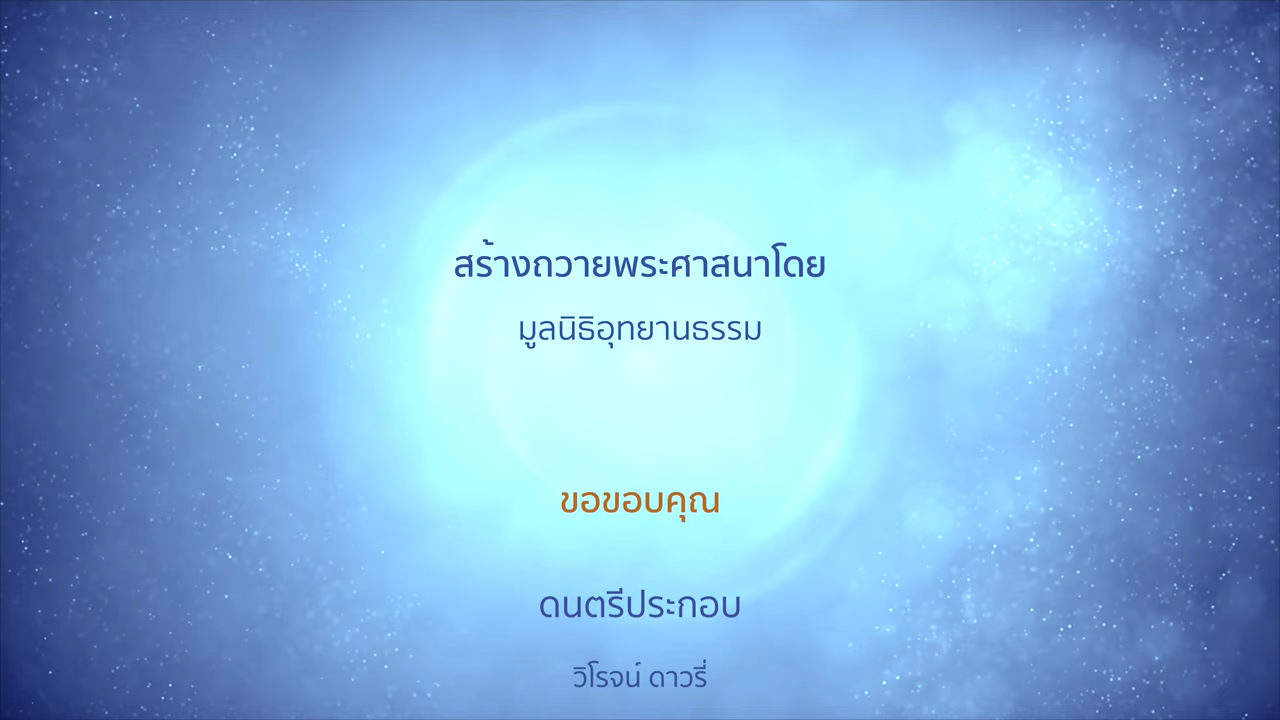 สร้างถวายพระศาสนาโดย
มูลนิธิอุทยานธรรม
ขอขอบคุณ
ดนตรีประกอบ
วิโรจน์ ดาวรี่